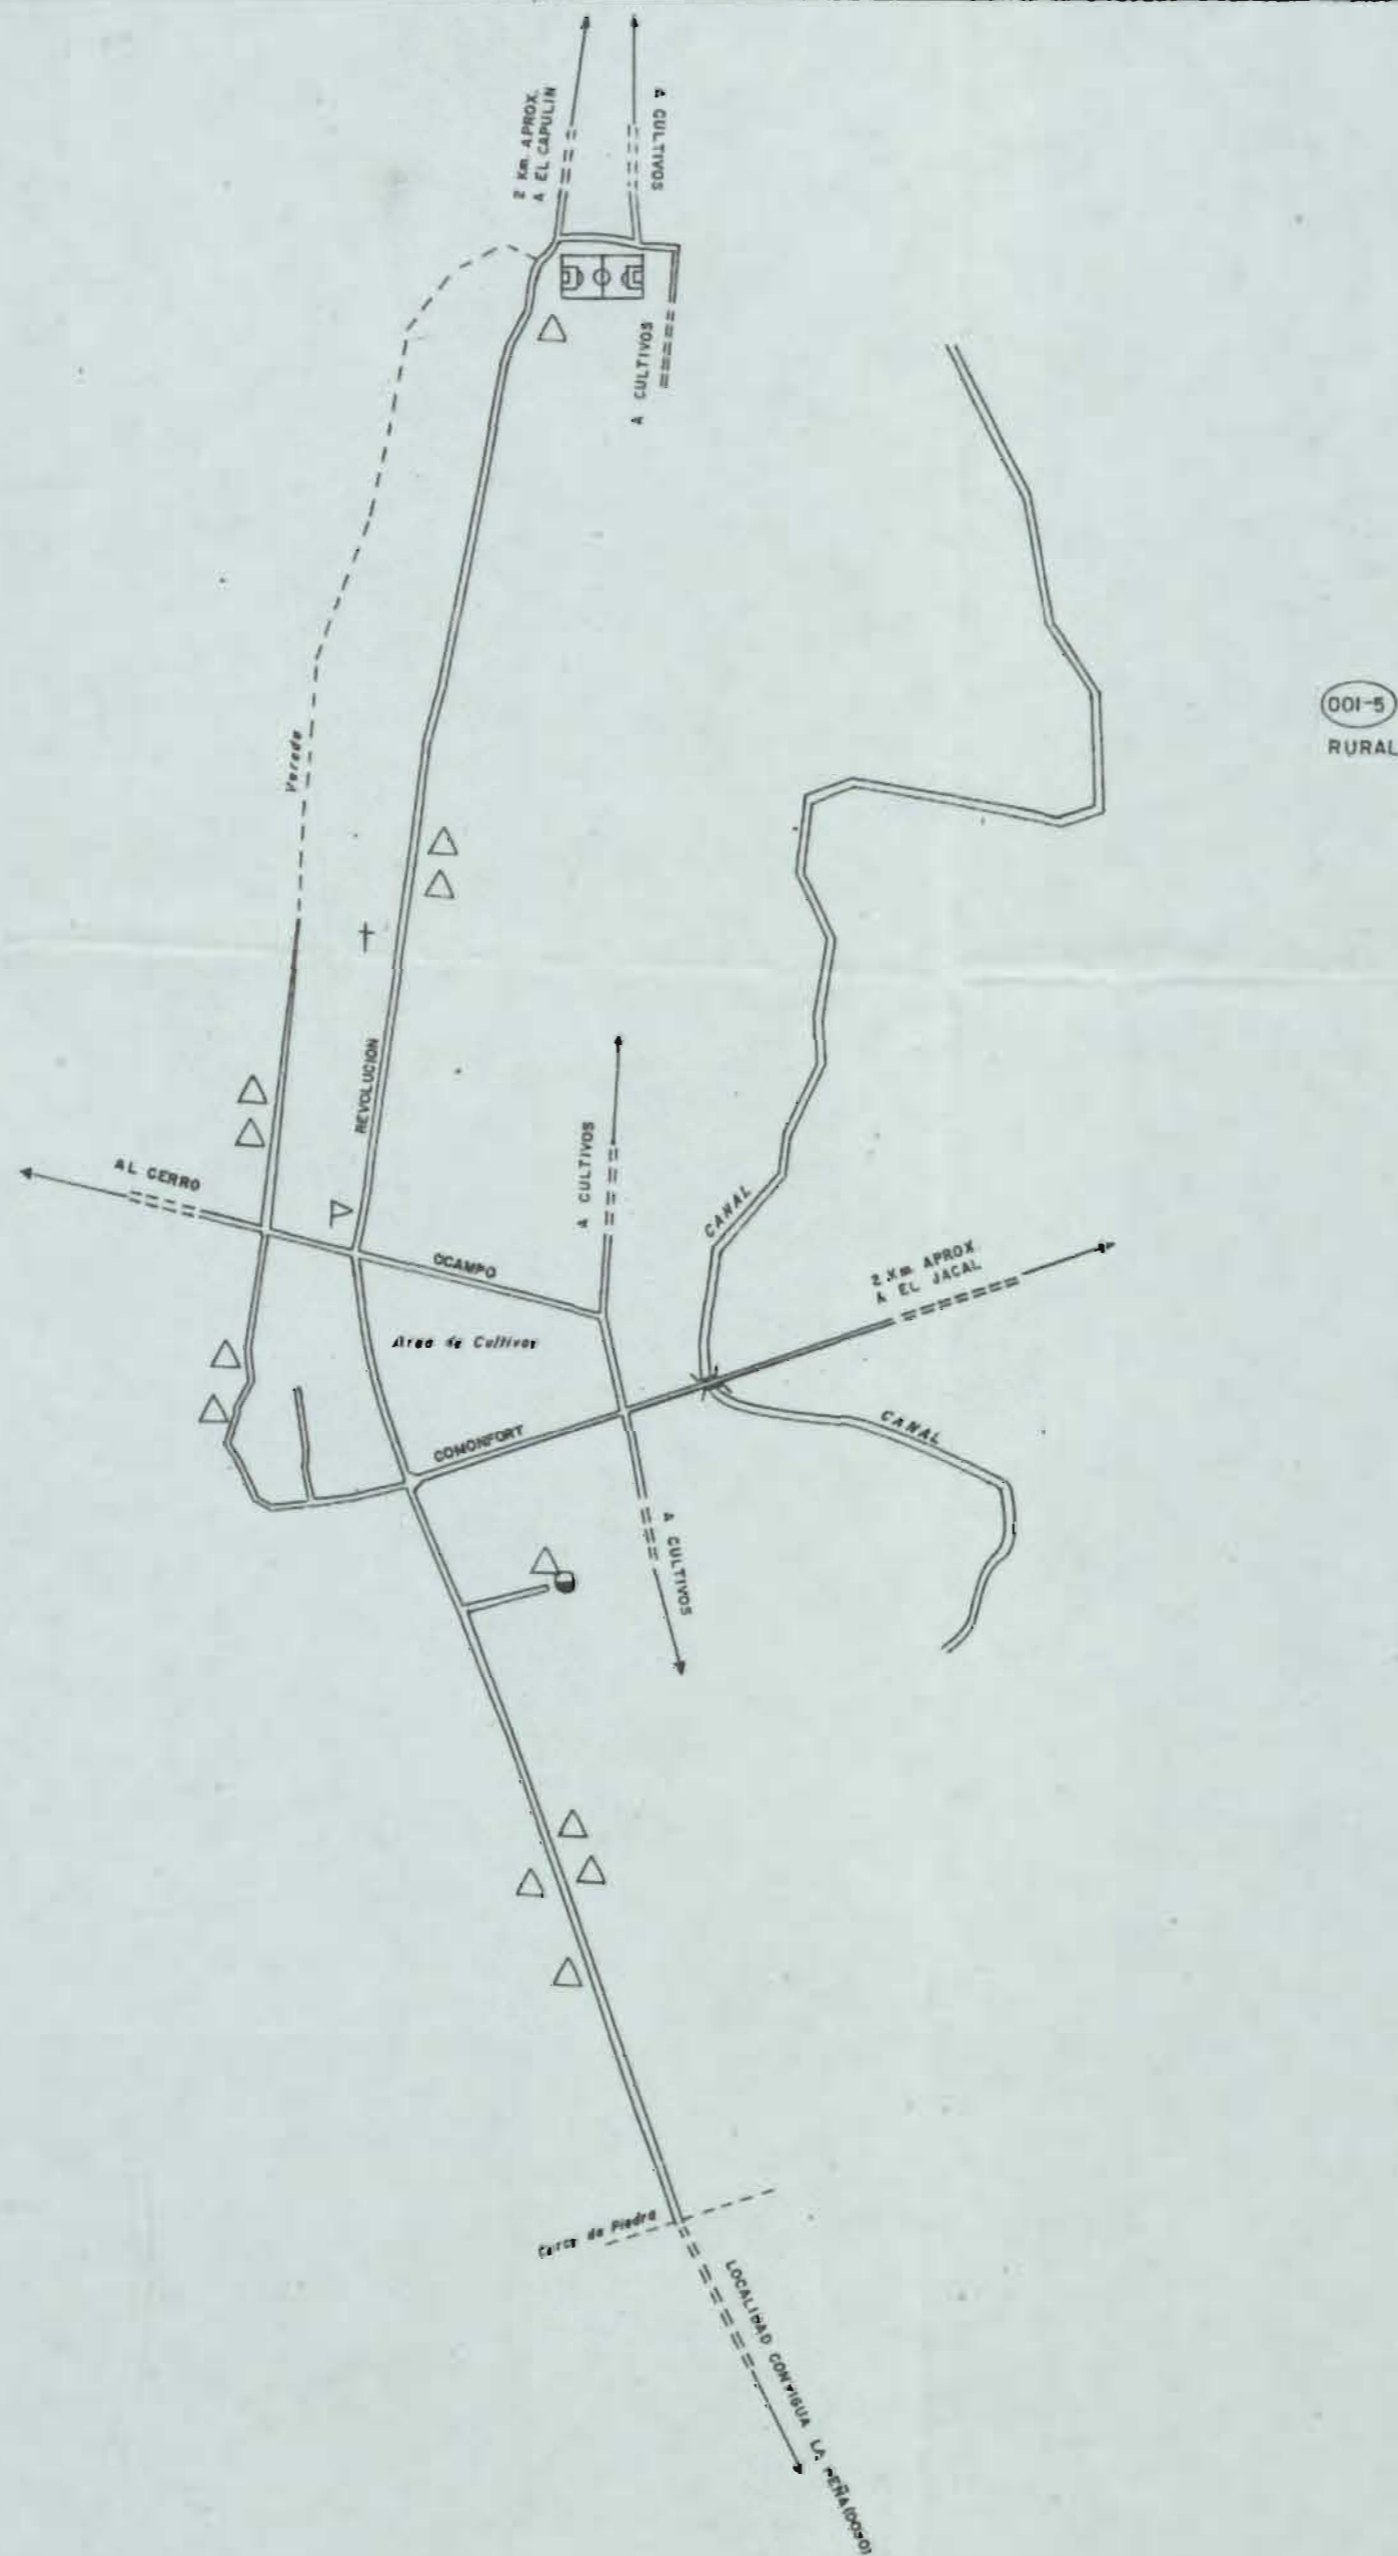 2 Km. APROX.
A EL CAPULIN
A CULTIVOS
A CULTIVOS
001-5
RURAL
Vereda
REVOLUCION
AL CERRO
A CULTIVOS
CANAL
OCAMPO
2 Km. APROX
A EL JACAL
Area de Cultivos
COMONFORT
CANAL
A CULTIVOS
Cerca de Piedra
LOCALIDAD CONTIGUA LA PEÑA